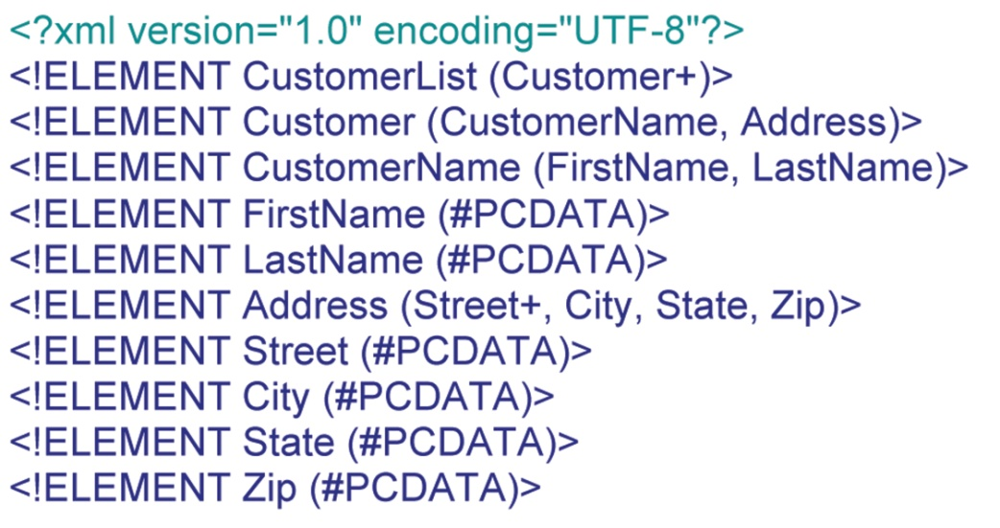 <?xml version="1.0" encoding="UTF-8"?>
<!ELEMENT CustomerList (Customer+)>
<!ELEMENT Customer (CustomerName, Address)>
<!ELEMENT CustomerName (FirstName, LastName)>
<!ELEMENT FirstName (#PCDATA)>
<!ELEMENT LastName (#PCDATA)>
<!ELEMENT Address (Street+, City, State, Zip)>
<!ELEMENT Street (#PCDATA)>
<!ELEMENT City (#PCDATA)>
<!ELEMENT State (#PCDATA)>
<!ELEMENT Zip (#PCDATA)>